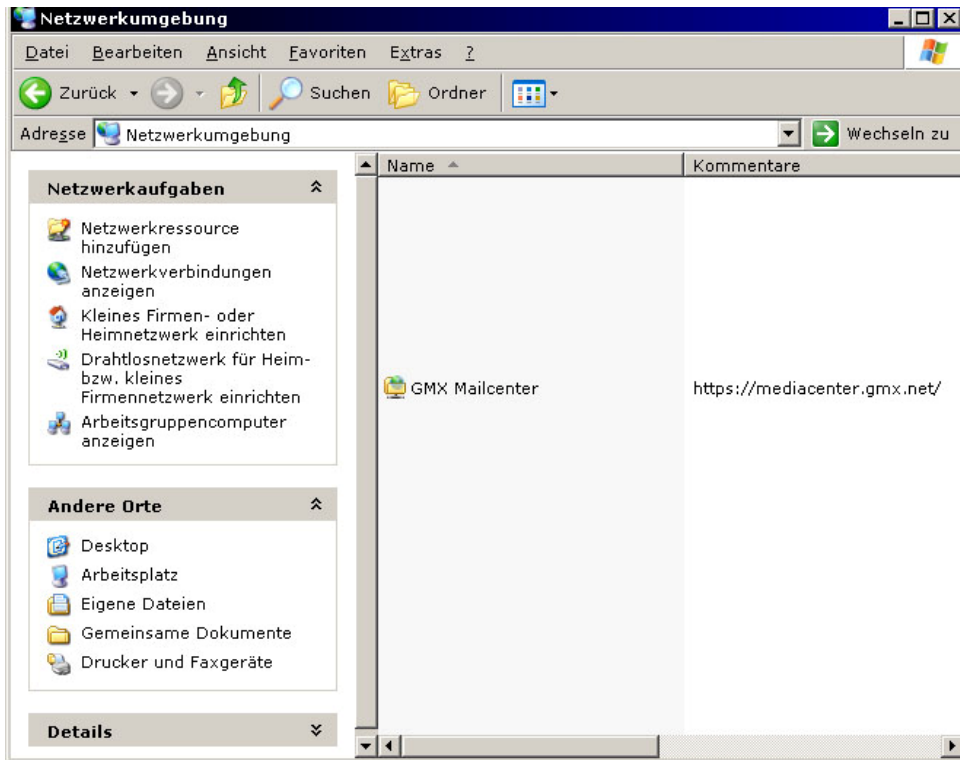 Netzwerkumgebung
Datei Bearbeiten Ansicht Favoriten Extras ?
Zurück Suchen Ordner
Adresse Netzwerkumgebung Wechseln zu
Name Kommentare
Netzwerkaufgaben
Netzwerkressource
hinzufügen
Netzwerkverbindungen
anzeigen
Kleines Firmen- oder
Heimnetzwerk einrichten
Drahtlosnetzwerk für Heim-
bzw. kleines
Firmennetzwerk einrichten
Arbeitsgruppencomputer
anzeigen
GMX Mailcenter https://mediacenter.gmx.net/
Andere Orte
Desktop
Arbeitsplatz
Eigene Dateien
Gemeinsame Dokumente
Drucker und Faxgeräte
Details